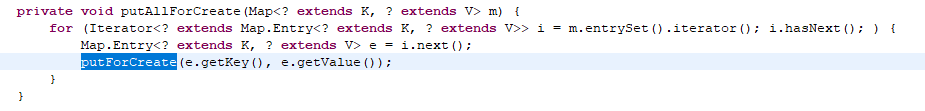 private void putAllForCreate(Map<? extends K, ? extends V> m) {
for (Iterator<? extends Map.Entry<? extends K, ? extends V>> i = m.entrySet().iterator(); i.hasNext(); ) {
Map.Entry<? extends K, ? extends V> e = i.next();
putForCreate(e.getKey(), e.getValue());
}
}